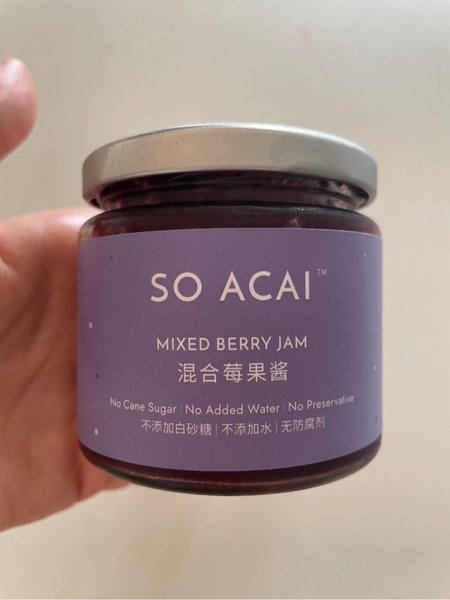 SO ACAI™
MIXED BERRY JAM
混合莓果酱
No Cane Sugar | No Added Water | No Preservative
不添加白砂糖 | 不添加水 | 无防腐剂